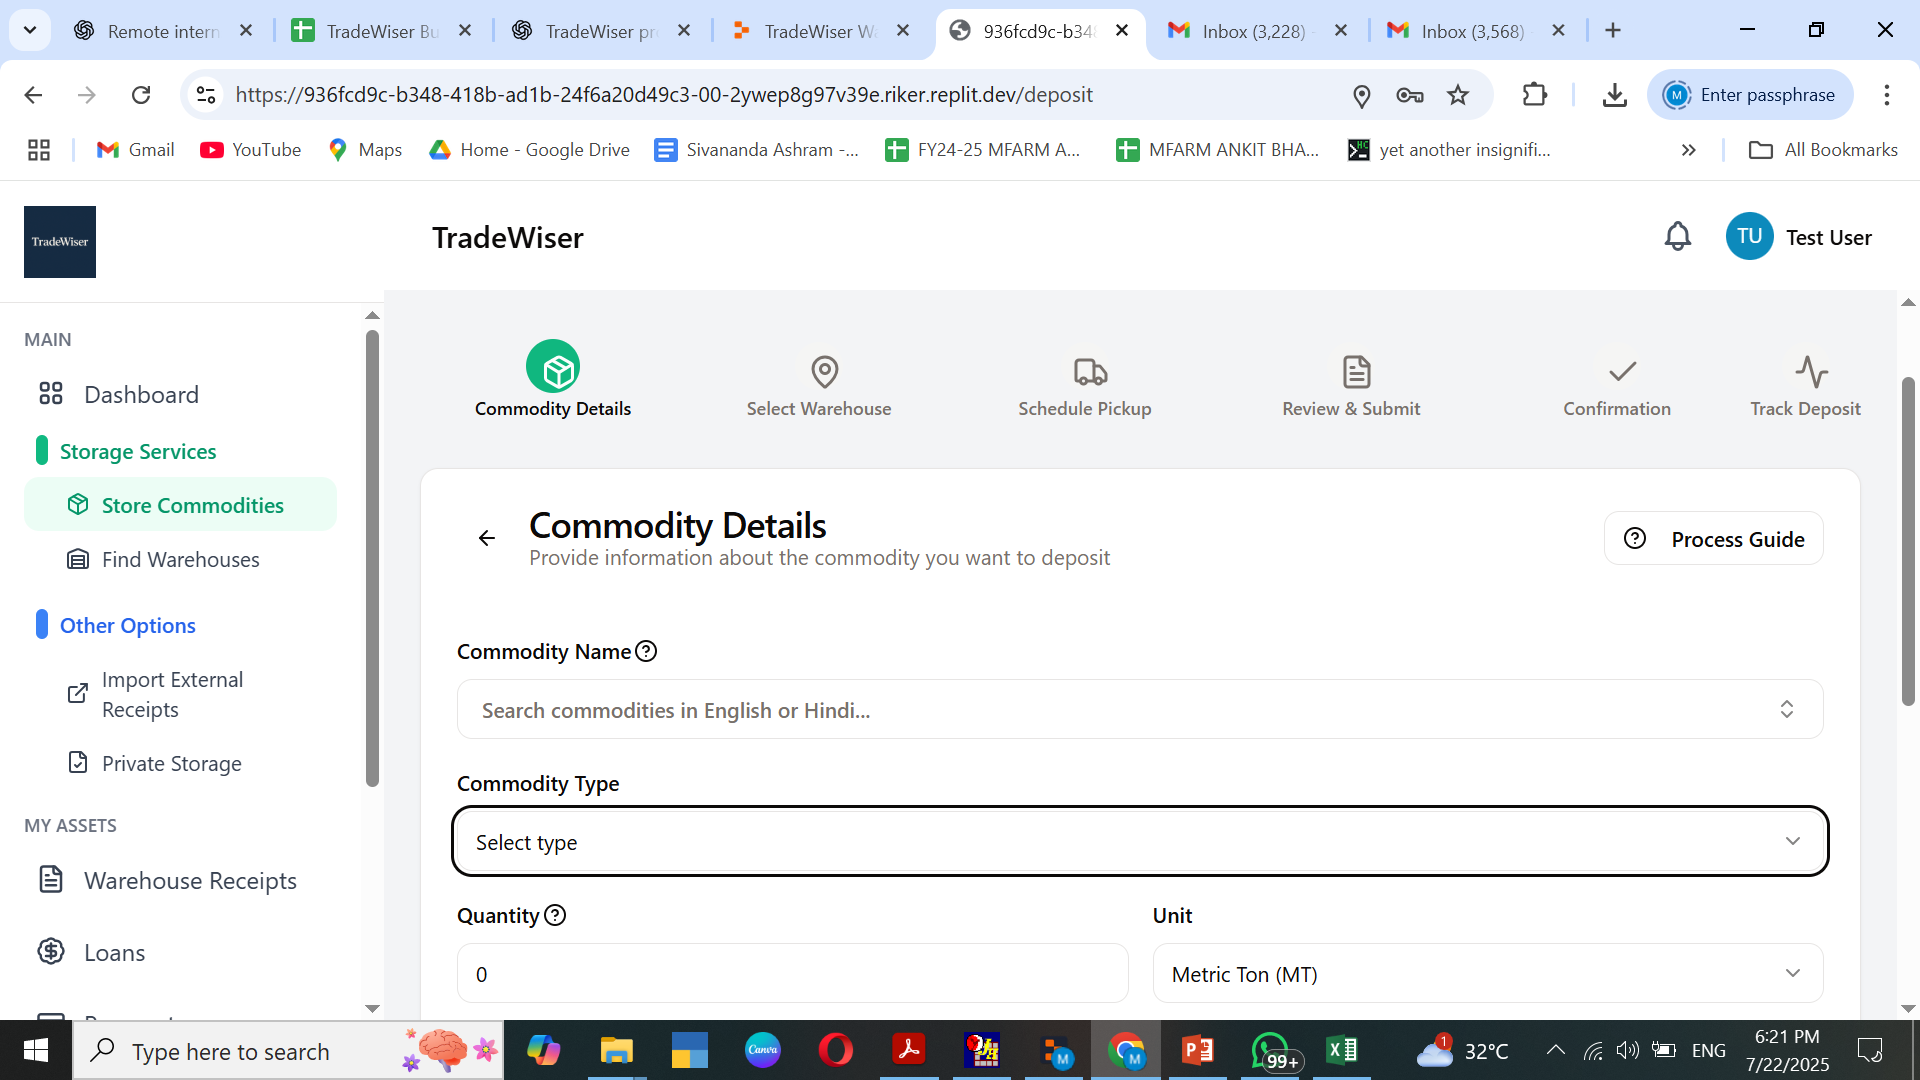 Remote intern
TradeWiser Bu
TradeWiser pr
TradeWiser Wa
936fcd9c-b348
Inbox (3,228)
Inbox (3,568)
https://936fcd9c-b348-418b-ad1b-24f6a20d49c3-00-2ywep8g97v39e.riker.replit.dev/deposit
M
Enter passphrase
Gmail
YouTube
Maps
Home - Google Drive
Sivananda Ashram -...
FY24-25 MFARM A...
MFARM ANKIT BHA...
HC
yet another insignifi...
All Bookmarks
TradeWiser
TradeWiser
TU
Test User
MAIN
Dashboard
Storage Services
Store Commodities
Find Warehouses
Other Options
Import External
Receipts
Private Storage
MY ASSETS
Warehouse Receipts
Loans
Commodity Details
Select Warehouse
Schedule Pickup
Review & Submit
Confirmation
Track Deposit
Commodity Details
Provide information about the commodity you want to deposit
Process Guide
Commodity Name
Search commodities in English or Hindi...
Commodity Type
Select type
Quantity
Unit
0
Metric Ton (MT)
Type here to search
Canva
M
M
99+
1
32°C
ENG
6:21 PM
7/22/2025